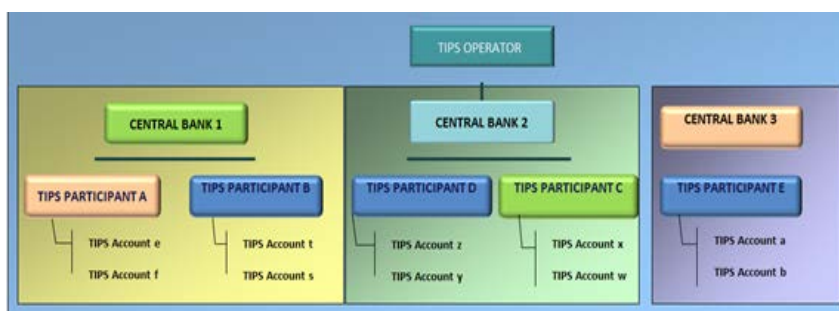 TIPS OPERATOR
CENTRAL BANK 1
CENTRAL BANK 2
CENTRAL BANK 3
TIPS PARTICIPANT A
TIPS PARTICIPANT B
TIPS PARTICIPANT D
TIPS PARTICIPANT C
TIPS PARTICIPANT E
TIPS Account e
TIPS Account f
TIPS Account t
TIPS Account s
TIPS Account z
TIPS Account y
TIPS Account x
TIPS Account w
TIPS Account a
TIPS Account b